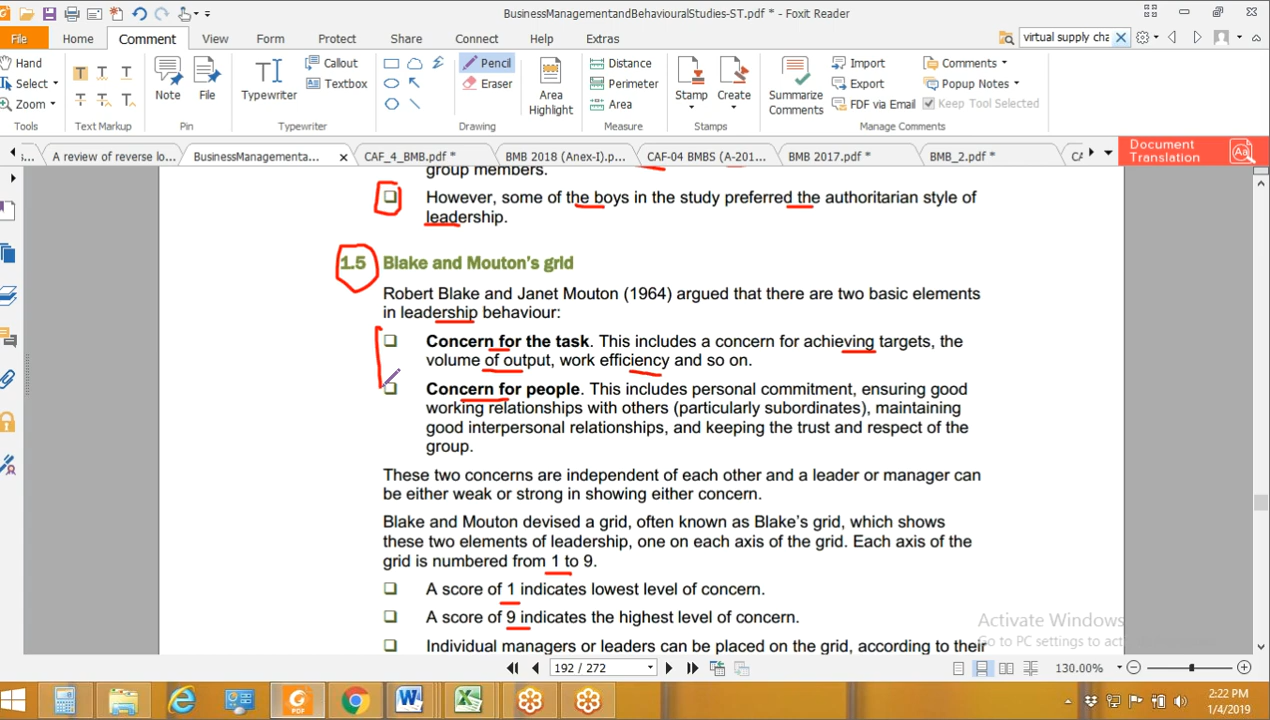 BusinessManagementandBehaviouralStudies-ST.pdf * - Foxit Reader
File Home Comment View Form Protect Share Connect Help Extras
virtual supply cha
Hand
Select
Zoom
Tools
Text Markup
Note
File
Pin
Typewriter
Callout
Textbox
Typewriter
Pencil
Eraser
Area
Highlight
Drawing
Distance
Perimeter
Area
Measure
Stamp
Create
Stamps
Summarize
Comments
Import
Export
FDF via Email
Comments
Popup Notes
Keep Tool Selected
Manage Comments
A review of reverse lo... BusinessManagementa... CAF_4_BMB.pdf * BMB 2018 (Anex-I).p... CAF-04 BMBS (A-201... BMB 2017.pdf * BMB_2.pdf * CA
Document
Translation
group members.
However, some of the boys in the study preferred the authoritarian style of
leadership.
1.5 Blake and Mouton's grid
Robert Blake and Janet Mouton (1964) argued that there are two basic elements
in leadership behaviour:
Concern for the task. This includes a concern for achieving targets, the
volume of output, work efficiency and so on.
Concern for people. This includes personal commitment, ensuring good
working relationships with others (particularly subordinates), maintaining
good interpersonal relationships, and keeping the trust and respect of the
group.
These two concerns are independent of each other and a leader or manager can
be either weak or strong in showing either concern.
Blake and Mouton devised a grid, often known as Blake's grid, which shows
these two elements of leadership, one on each axis of the grid. Each axis of the
grid is numbered from 1 to 9.
A score of 1 indicates lowest level of concern.
A score of 9 indicates the highest level of concern.
Individual managers or leaders can be placed on the grid, according to their
Activate Windows
Go to PC settings to act
192 / 272
130.00%
2:22 PM
1/4/2019